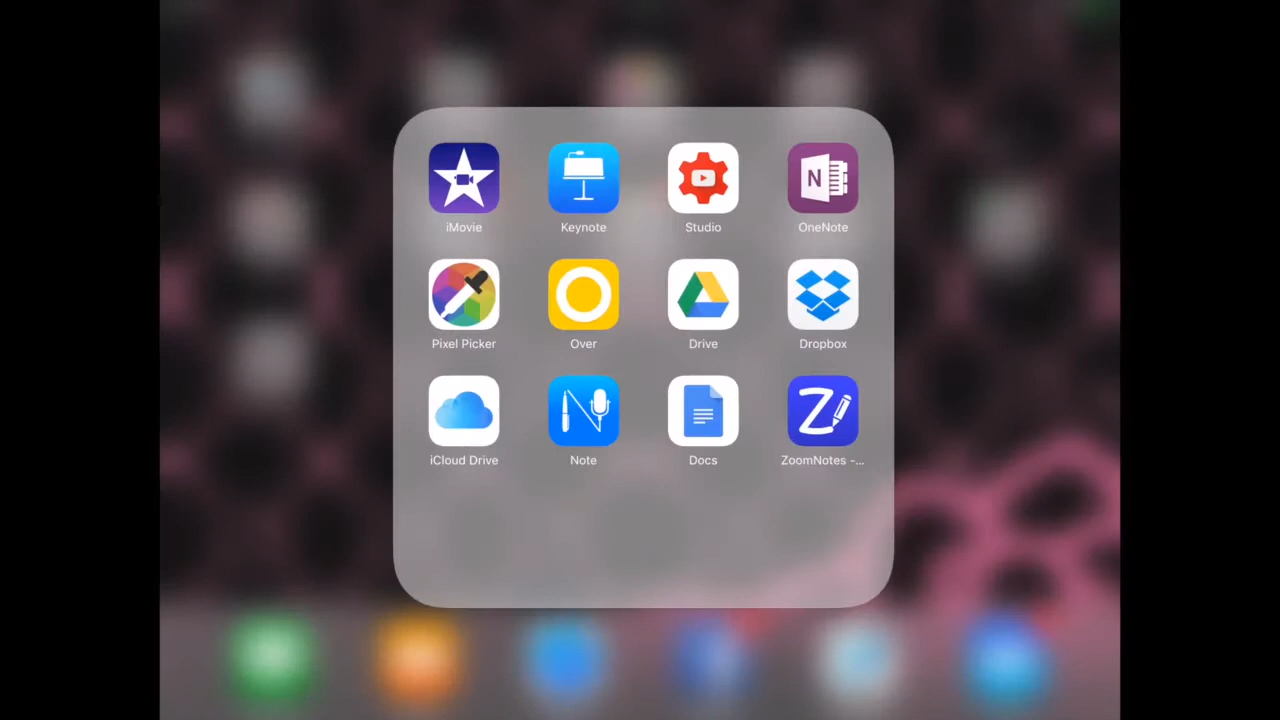 iMovie Keynote Studio OneNote
Pixel Picker Over Drive Dropbox
iCloud Drive Note Docs ZoomNotes -...